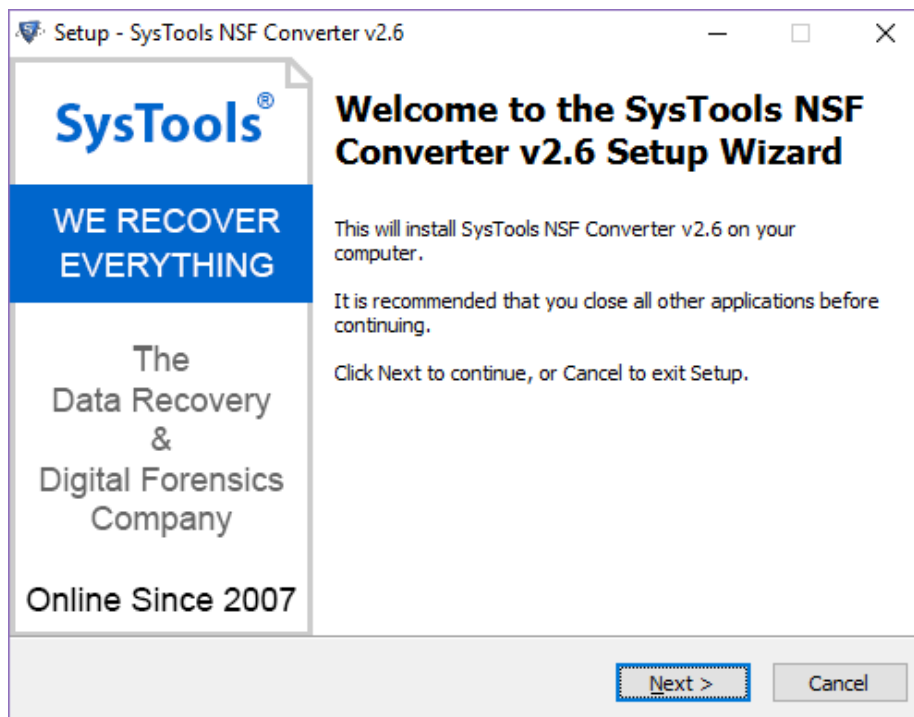 Setup - SysTools NSF Converter v2.6
SysTools®
WE RECOVER
EVERYTHING
The
Data Recovery
&
Digital Forensics
Company
Online Since 2007
Welcome to the SysTools NSF
Converter v2.6 Setup Wizard
This will install SysTools NSF Converter v2.6 on your
computer.
It is recommended that you close all other applications before
continuing.
Click Next to continue, or Cancel to exit Setup.
Next >
Cancel